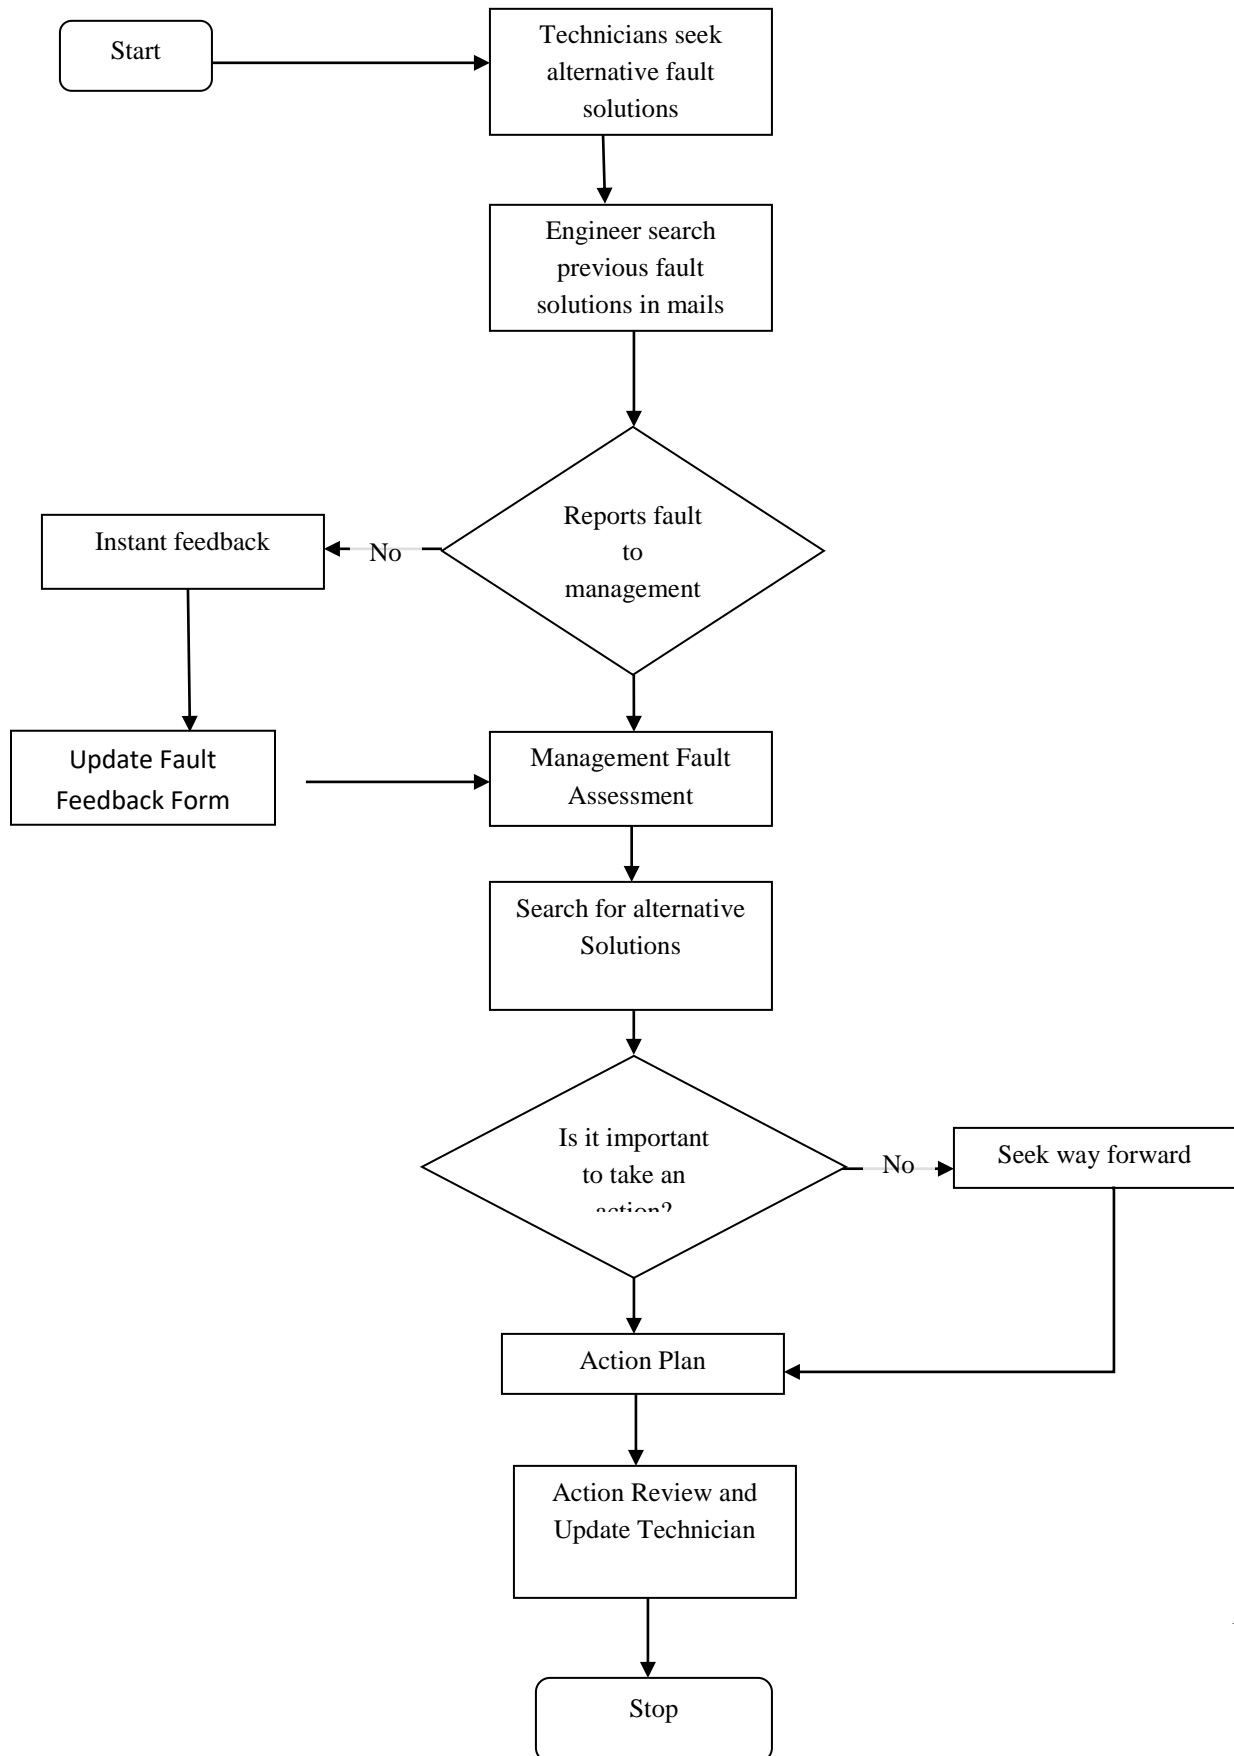 Start
Technicians seek
alternative fault
solutions
Engineer search
previous fault
solutions in mails
Reports fault
to
management
No
Instant feedback
Update Fault
Feedback Form
Management Fault
Assessment
Search for alternative
Solutions
Is it important
to take an
action?
No
Seek way forward
Action Plan
Action Review and
Update Technician
Stop